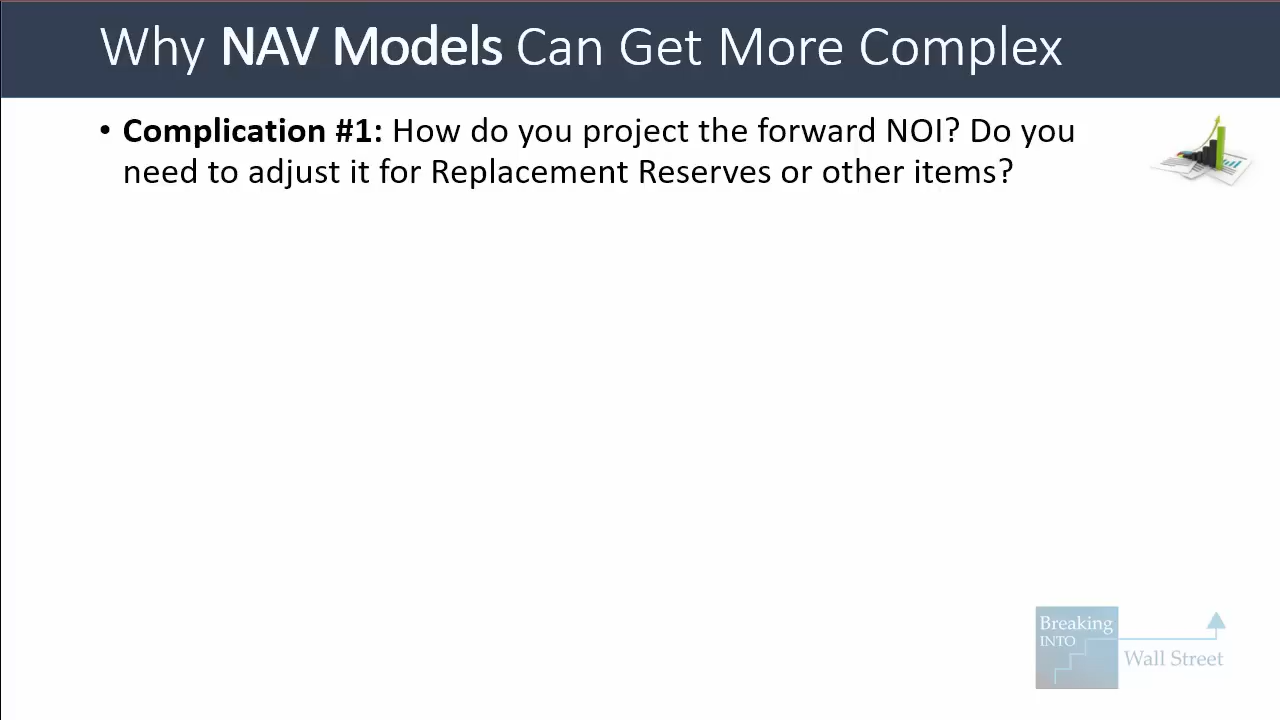 Why NAV Models Can Get More Complex
• Complication #1: How do you project the forward NOI? Do you
need to adjust it for Replacement Reserves or other items?
Breaking
INTO
Wall Street